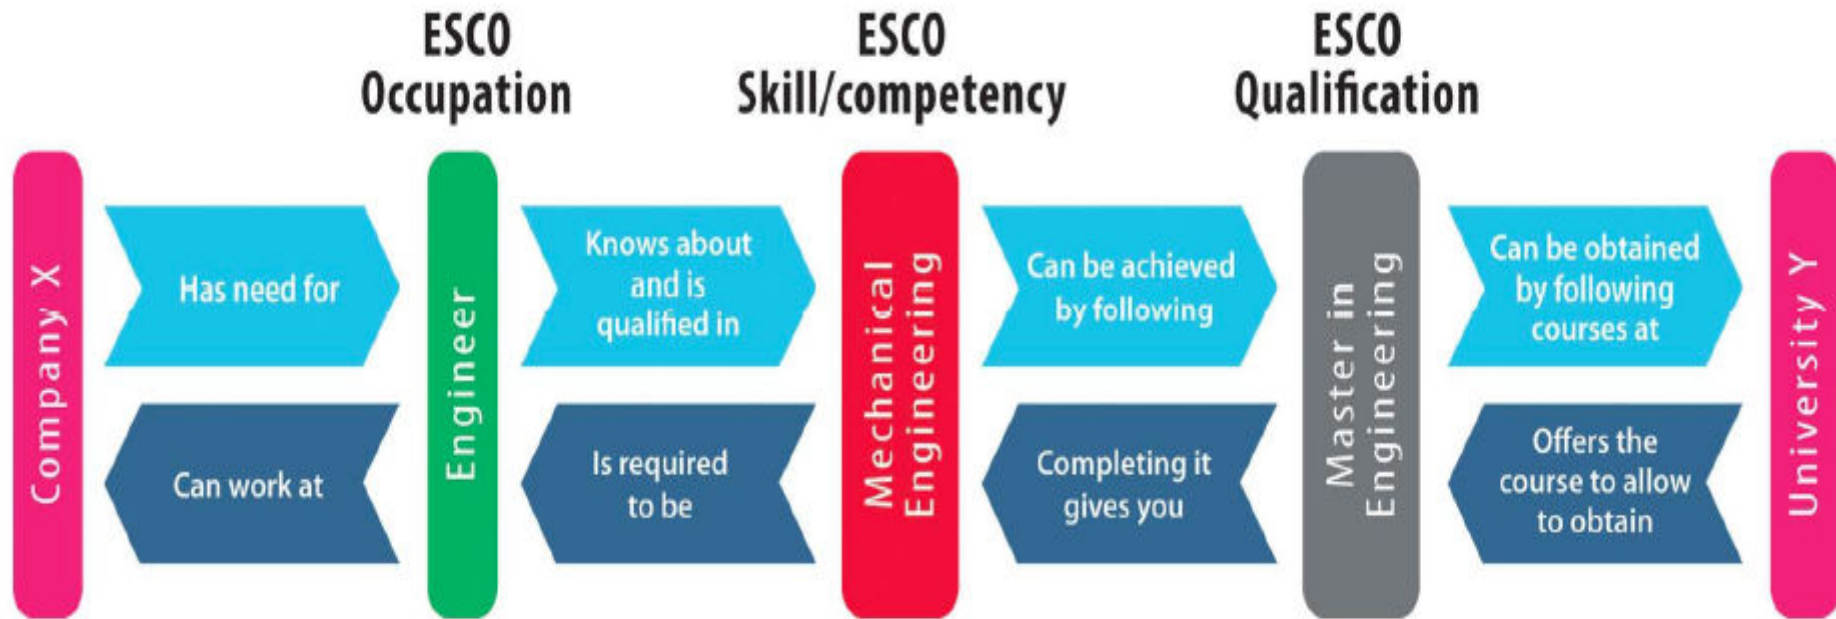 ESCO
Occupation
ESCO
Skill/competency
ESCO
Qualification
Company X
Has need for
Can work at
Engineer
Knows about
and is
qualified in
Is required
to be
Mechanical
Engineering
Can be achieved
by following
Completing it
gives you
Master in
Engineering
Can be obtained
by following
courses at
Offers the
course to allow
to obtain
University Y